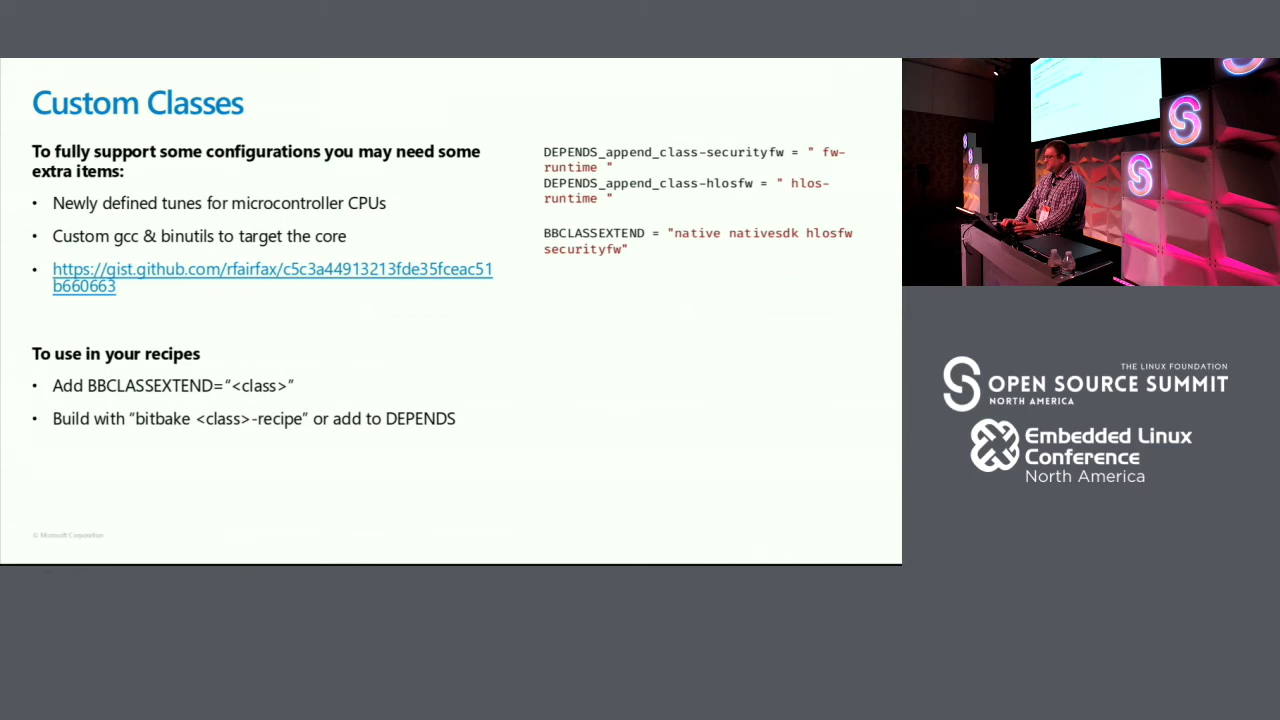 Custom Classes
To fully support some configurations you may need some
extra items:
• Newly defined tunes for microcontroller CPUs
• Custom gcc & binutils to target the core
• https://gist.github.com/rfairfax/c5c3a44913213fde35fceac51
b660663
To use in your recipes
• Add BBCLASSEXTEND=“<class>”
• Build with “bitbake <class>-recipe” or add to DEPENDS
© Microsoft Corporation
DEPENDS_append_class-securityfw = " fw-
runtime "
DEPENDS_append_class-hlosfw = " hlos-
runtime "
BBCLASSEXTEND = "native nativesdk hlosfw
securityfw"
THE LINUX FOUNDATION
OPEN SOURCE SUMMIT
NORTH AMERICA
Embedded Linux
Conference
North America